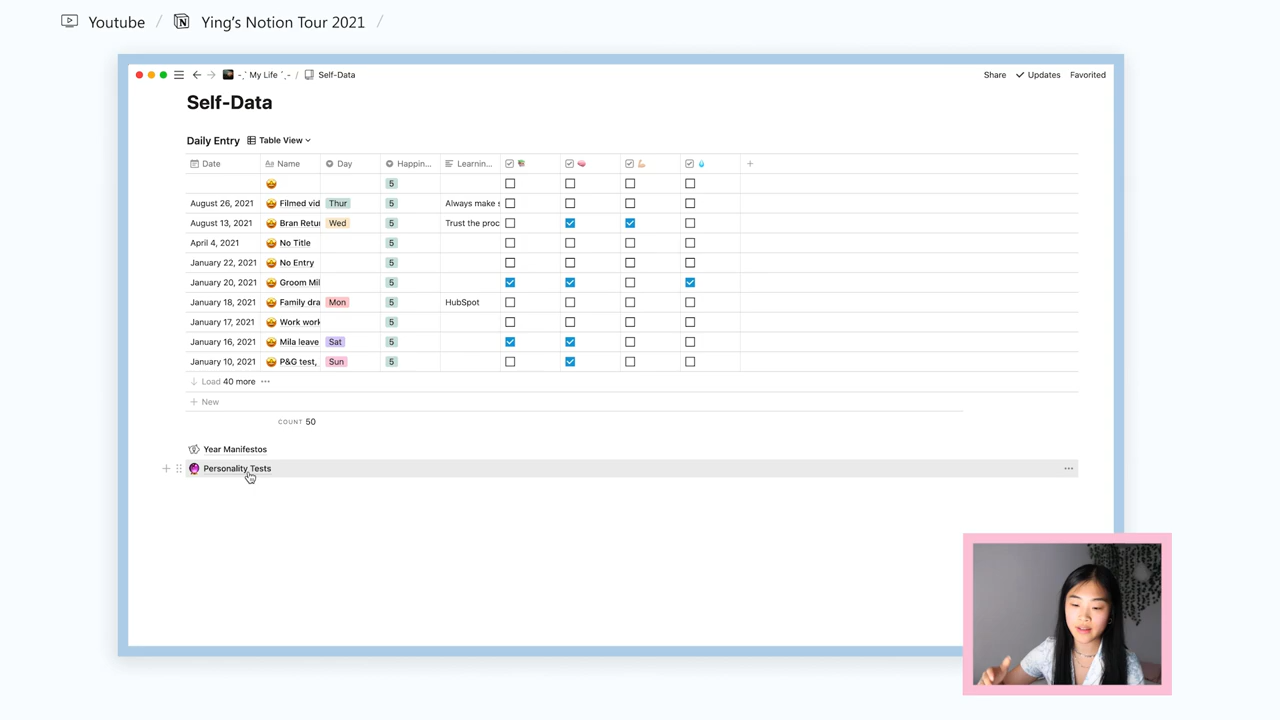 Youtube / Ying's Notion Tour 2021 /
-ˏˋ My Life ˊˎ- / Self-Data Share Updates Favorited
Self-Data
Daily Entry Table View
Date Name Day Happin... Learnin...
5
August 26, 2021 Filmed vid Thur 5 Always make s
August 13, 2021 Bran Retur Wed 5 Trust the proc
April 4, 2021 No Title 5
January 22, 2021 No Entry 5
January 20, 2021 Groom Mil 5
January 18, 2021 Family dra Mon 5 HubSpot
January 17, 2021 Work work 5
January 16, 2021 Mila leave Sat 5
January 10, 2021 P&G test, Sun 5
Load 40 more ...
+ New
COUNT 50
Year Manifestos
Personality Tests